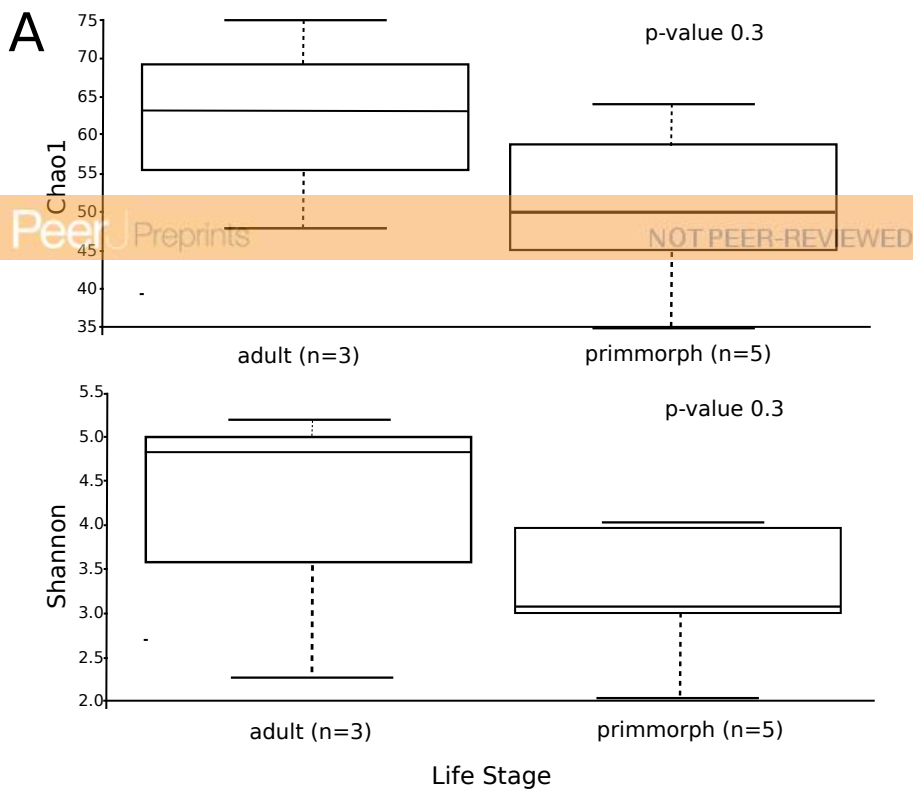 A
75
70
65
60
55
50
45
40
35
Chao1
p-value 0.3
PeerJ Preprints
NOT PEER-REVIEWED
adult (n=3)
primmorph (n=5)
5.5
5.0
4.5
4.0
3.5
3.0
2.5
2.0
Shannon
p-value 0.3
adult (n=3)
primmorph (n=5)
Life Stage